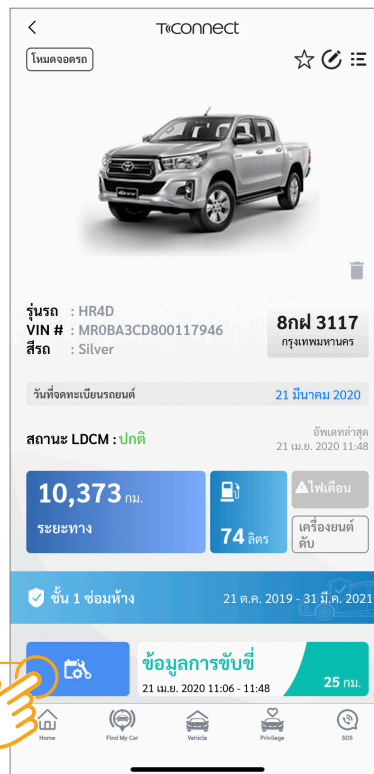 T Connect
โหมดจอดรถ
รุ่นรถ : HR4D
VIN # : MR0BA3CD800117946
สีรถ : Silver
8กฝ 3117
กรุงเทพมหานคร
วันที่จดทะเบียนรถยนต์ 21 มีนาคม 2020
สถานะ LDCM : ปกติ
อัพเดทล่าสุด
21 เม.ย. 2020 11:48
10,373 กม.
ระยะทาง
74 ลิตร
ไฟเตือน
เครื่องยนต์
ดับ
ชั้น 1 ซ่อมห้าง 21 ต.ค. 2019 - 31 มี.ค. 2021
ข้อมูลการขับขี่
21 เม.ย. 2020 11:06 - 11:48
25 กม.
Home
Find My Car
Vehicle
Privilege
SOS